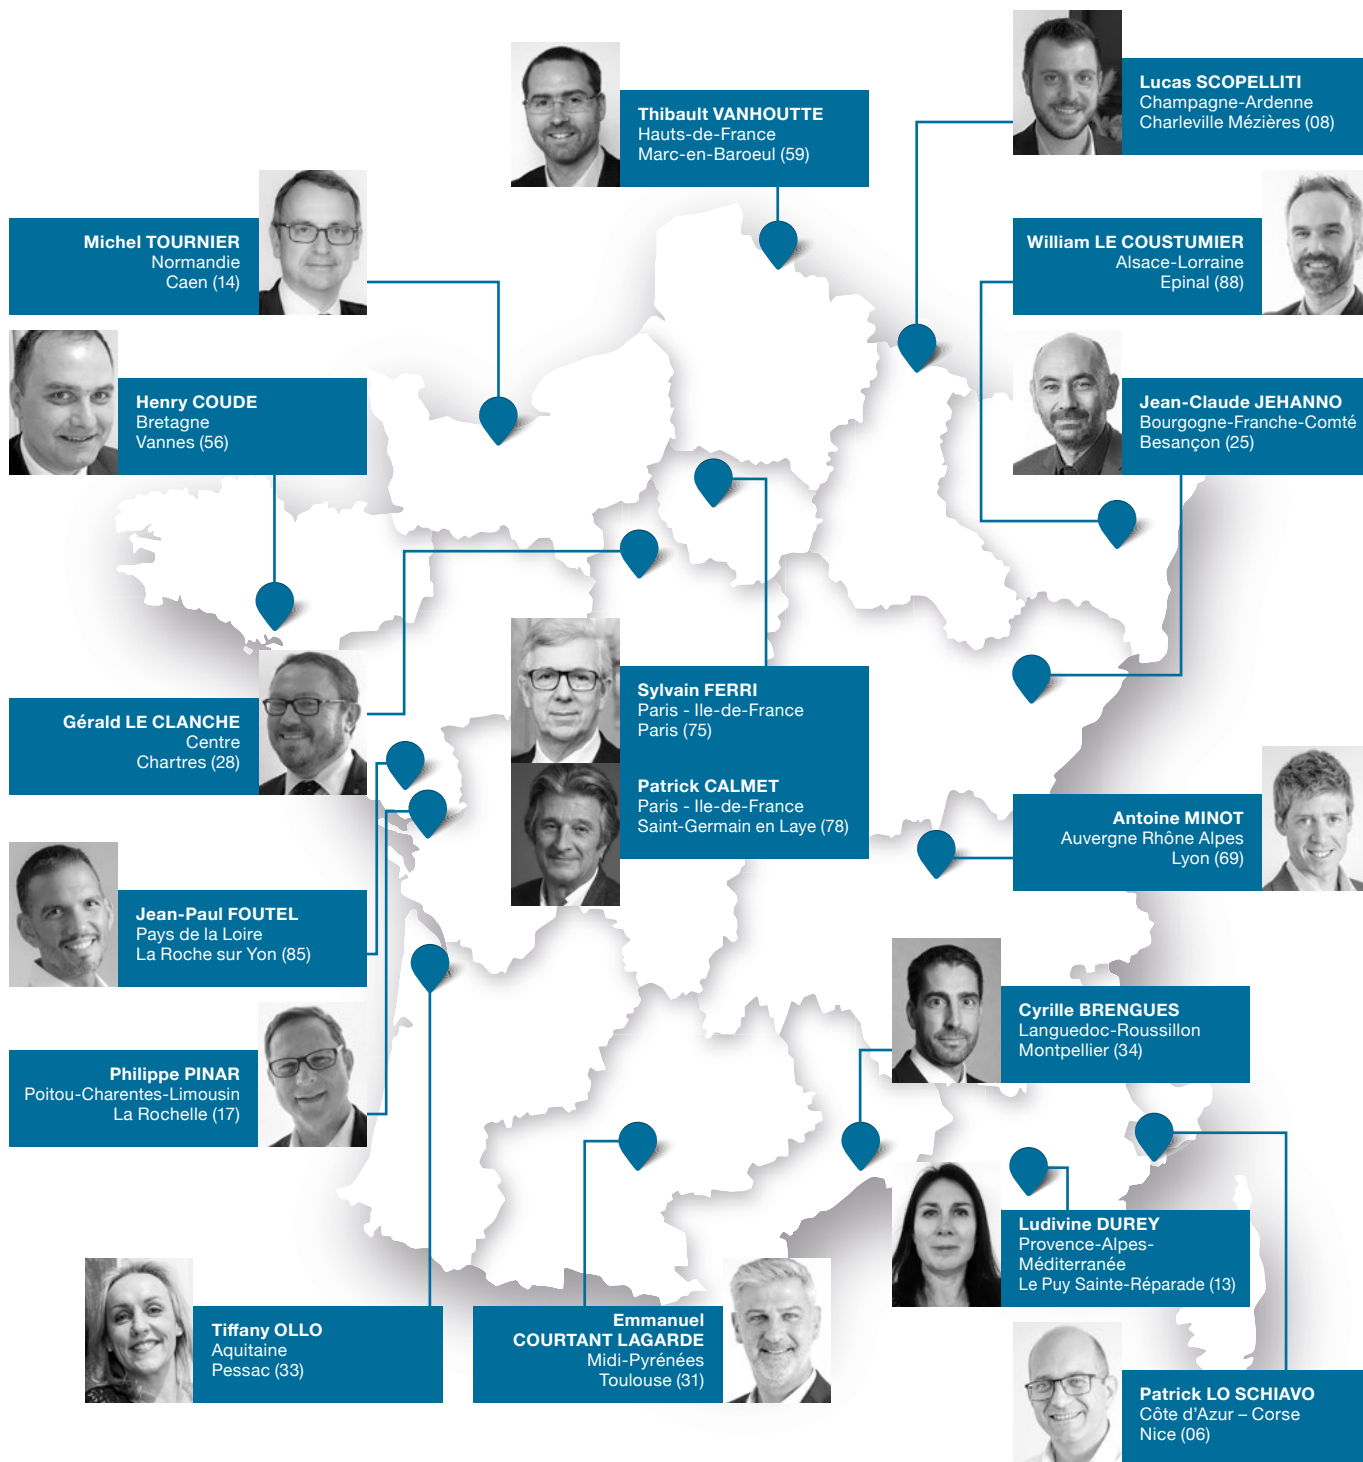 Lucas SCOPELLITI
Champagne-Ardenne
Charleville Mézières (08)
Thibault VANHOUTTE
Hauts-de-France
Marc-en-Baroeul (59)
Michel TOURNIER
Normandie
Caen (14)
William LE COUSTUMIER
Alsace-Lorraine
Epinal (88)
Henry COUDE
Bretagne
Vannes (56)
Jean-Claude JEHANNO
Bourgogne-Franche-Comté
Besançon (25)
Gérald LE CLANCHE
Centre
Chartres (28)
Sylvain FERRI
Paris - Ile-de-France
Paris (75)
Patrick CALMET
Paris - Ile-de-France
Saint-Germain en Laye (78)
Antoine MINOT
Auvergne Rhône Alpes
Lyon (69)
Jean-Paul FOUTEL
Pays de la Loire
La Roche sur Yon (85)
Cyrille BRENGUES
Languedoc-Roussillon
Montpellier (34)
Philippe PINAR
Poitou-Charentes-Limousin
La Rochelle (17)
Ludivine DUREY
Provence-Alpes-
Méditerranée
Le Puy Sainte-Réparade (13)
Tiffany OLLO
Aquitaine
Pessac (33)
Emmanuel
COURTANT LAGARDE
Midi-Pyrénées
Toulouse (31)
Patrick LO SCHIAVO
Côte d'Azur – Corse
Nice (06)